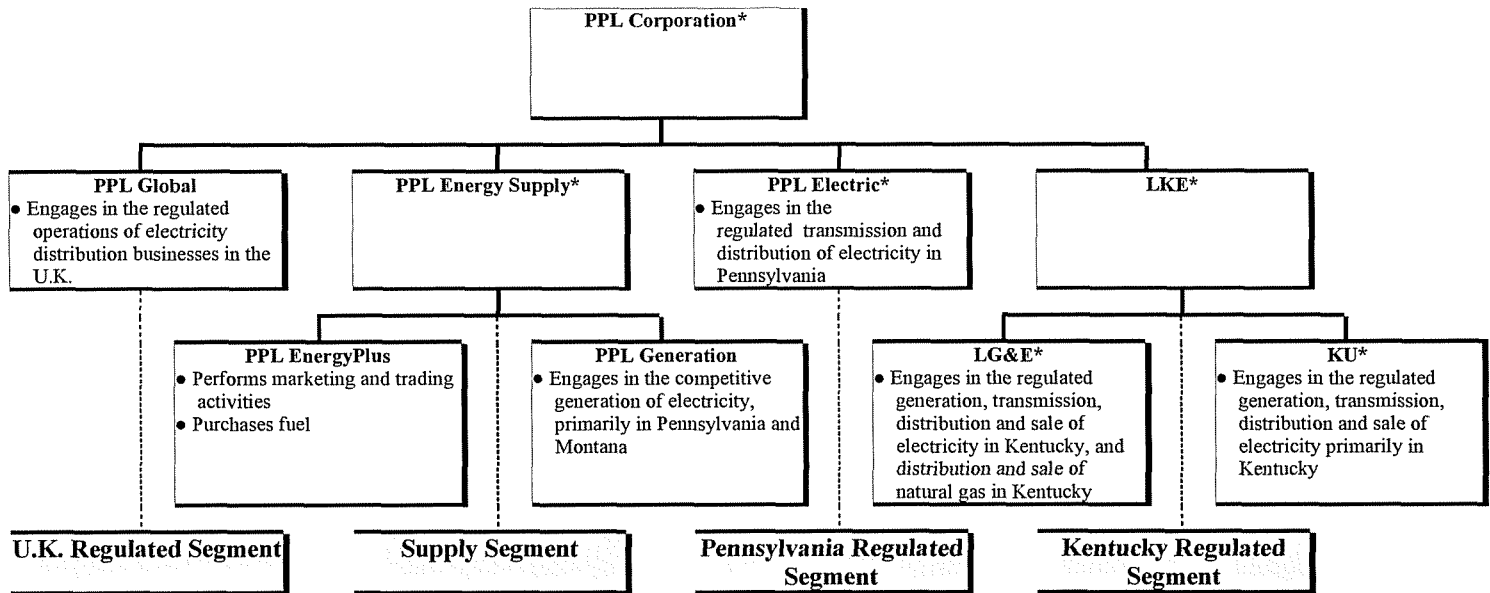 PPL Corporation*
PPL Global
● Engages in the regulated
operations of electricity
distribution businesses in the
U.K.
PPL Energy Supply*
PPL Electric*
● Engages in the
regulated transmission and
distribution of electricity in
Pennsylvania
LKE*
PPL EnergyPlus
● Performs marketing and trading
activities
● Purchases fuel
PPL Generation
● Engages in the competitive
generation of electricity,
primarily in Pennsylvania and
Montana
LG&E*
● Engages in the regulated
generation, transmission,
distribution and sale of
electricity in Kentucky, and
distribution and sale of
natural gas in Kentucky
KU*
● Engages in the regulated
generation, transmission,
distribution and sale of
electricity primarily in
Kentucky
U.K. Regulated Segment
Supply Segment
Pennsylvania Regulated
Segment
Kentucky Regulated
Segment